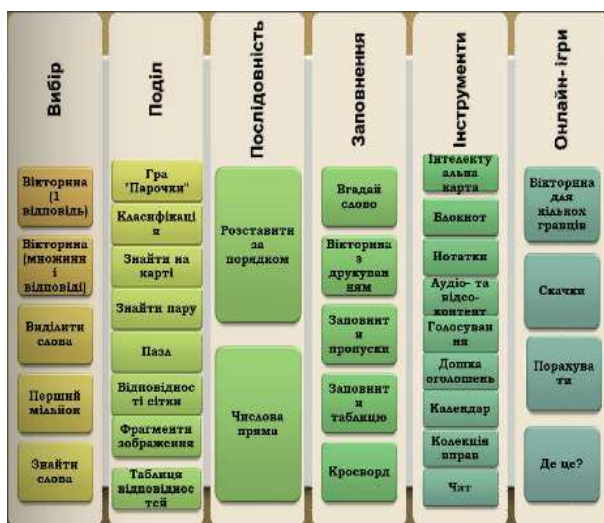 Вибір
Вікторина
(1
відповідь)
Вікторина
(множинн
і
відповіді)
Виділити
слова
Перший
мільйон
Знайти
слова
Поділ
Гра
"Парочки"
Класифікаці
я
Знайти на
карті
Знайти пару
Пазл
Відповіднос
ті сітки
Фрагменти
зображення
Таблиця
відповіднос
тей
Послідовність
Розставити
за
порядком
Числова
пряма
Заповнення
Вгадай
слово
Вікторина
з
друкуван
ням
Заповнити
пропуски
Заповнит
и
таблицю
Кросворд
Інструменти
Інтелекту
альна
карта
Блокнот
Нотатки
Аудіо- та
відео-
контент
Голосуван
ня
Дошка
оголошень
Календар
Колекція
вправ
Чат
Онлайн- ігри
Вікторина
для
кількох
гравців
Скачки
Порахува
ти
Де це?